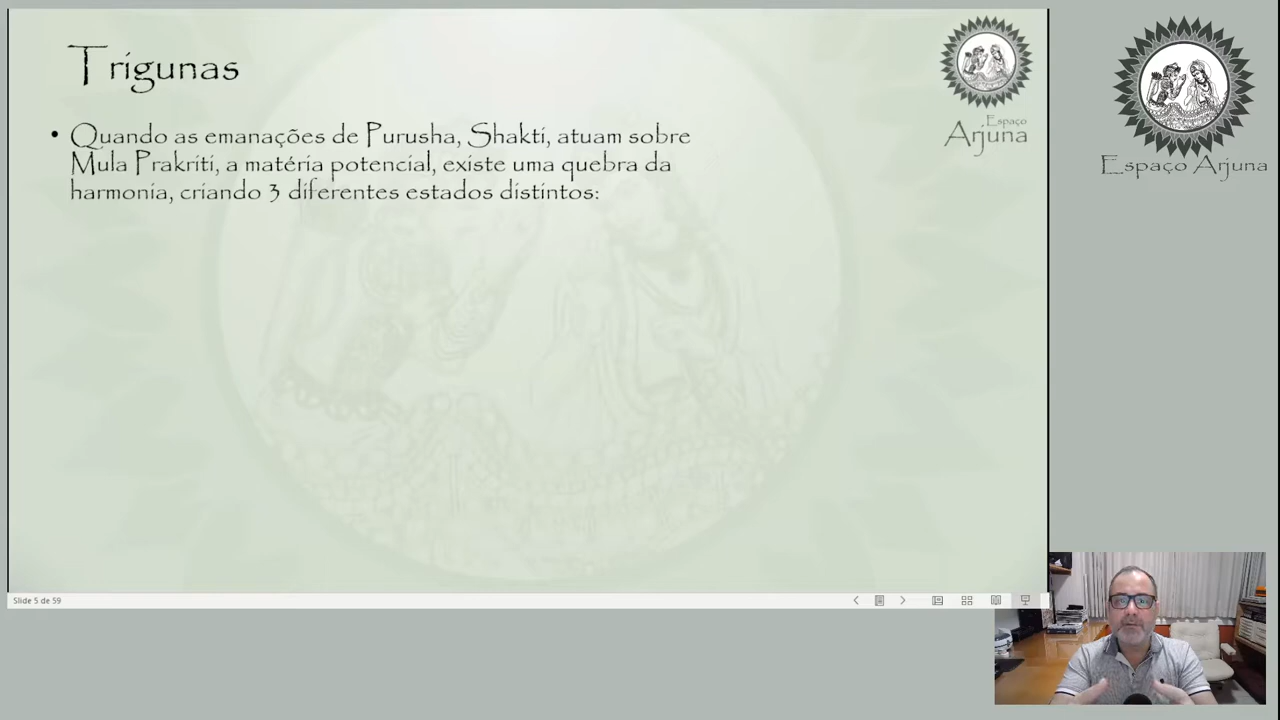 Trigunas
• Quando as emanações de Purusha, Shakti, atuam sobre
Mula Prakriti, a matéria potencial, existe uma quebra da
harmonia, criando 3 diferentes estados distintos:
Espaço
Arjuna
Espaço Arjuna
Slide 5 de 59